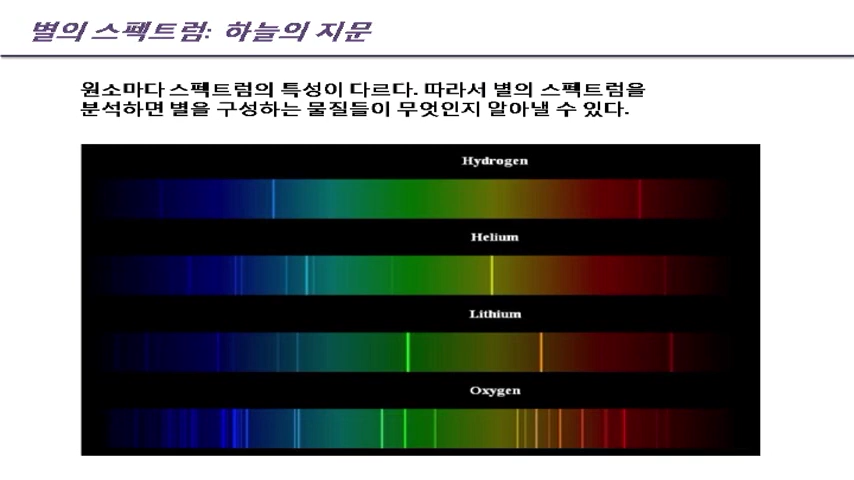 별의 스펙트럼: 하늘의 지문
원소마다 스펙트럼의 특성이 다르다. 따라서 별의 스펙트럼을
분석하면 별을 구성하는 물질들이 무엇인지 알아낼 수 있다.
Hydrogen
Helium
Lithium
Oxygen